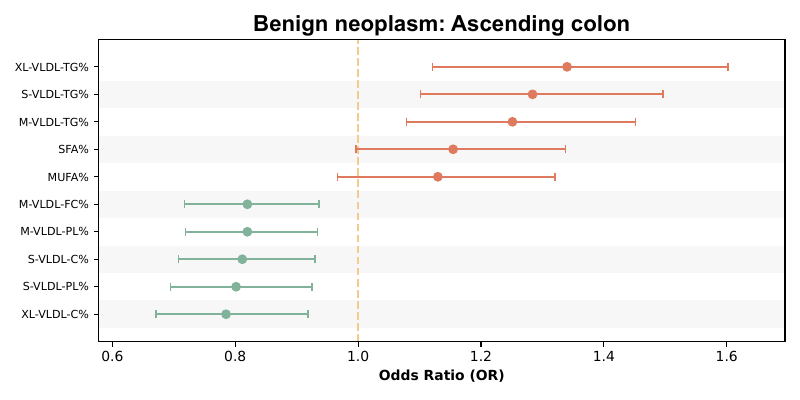 Benign neoplasm: Ascending colon
XL-VLDL-TG%
S-VLDL-TG%
M-VLDL-TG%
SFA%
MUFA%
M-VLDL-FC%
M-VLDL-PL%
S-VLDL-C%
S-VLDL-PL%
XL-VLDL-C%
0.6 0.8 1.0 1.2 1.4 1.6
Odds Ratio (OR)